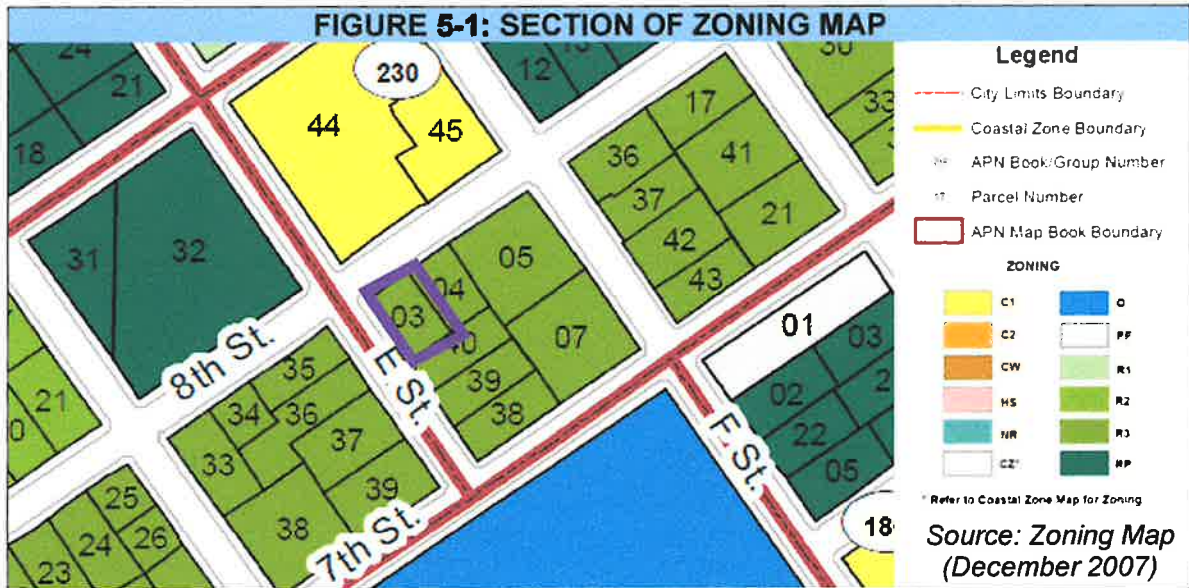 FIGURE 5-1: SECTION OF ZONING MAP
24
21
18
44
230
45
12
13
30
33
17
36
41
37
21
42
43
31
32
05
04
03
07
40
39
38
01
03
02
22
05
8th St.
E St.
7th St.
F St.
35
34
36
37
33
39
38
21
25
24
26
23
18
Legend
City Limits Boundary
Coastal Zone Boundary
APN Book/Group Number
17 Parcel Number
APN Map Book Boundary
ZONING
C1 O
C2 PF
CW R1
HS R2
NR R3
CZ* RP
* Refer to Coastal Zone Map for Zoning
Source: Zoning Map
(December 2007)